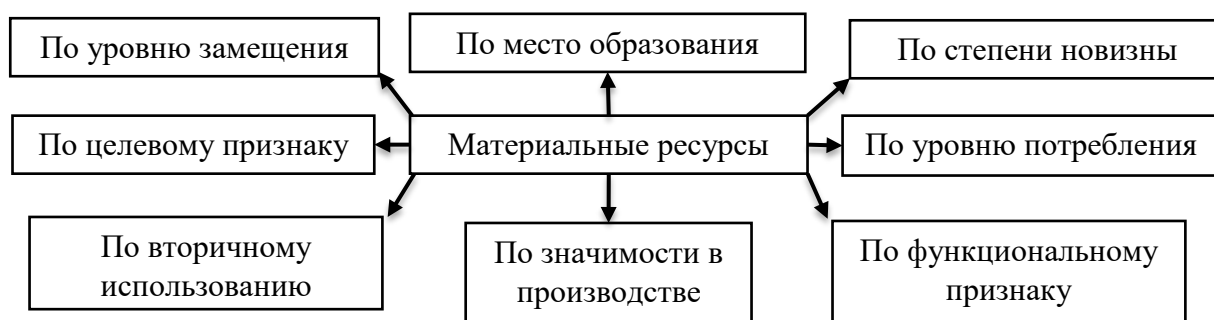 По уровню замещения
По место образования
По степени новизны
По целевому признаку
Материальные ресурсы
По уровню потребления
По вторичному
использованию
По значимости в
производстве
По функциональному
признаку